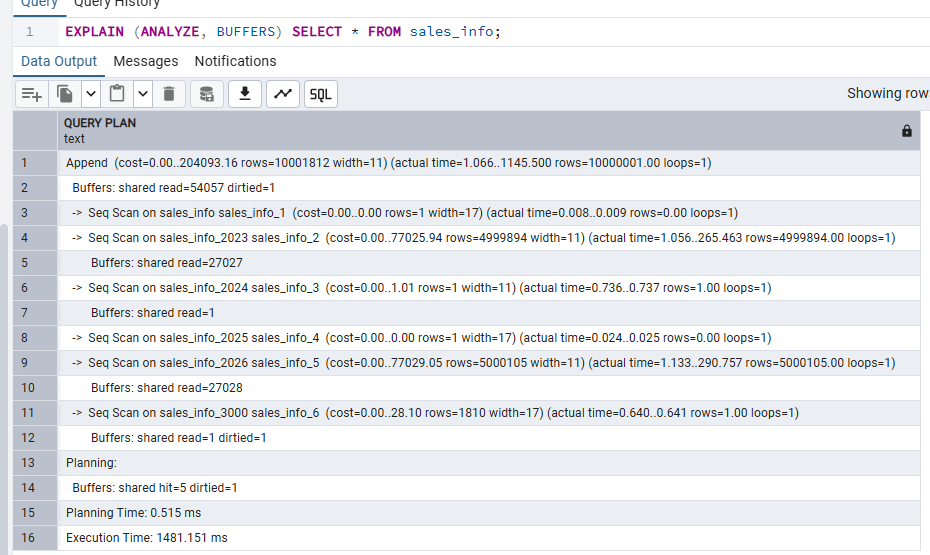 Query Query History
1 EXPLAIN (ANALYZE, BUFFERS) SELECT * FROM sales_info;
Data Output Messages Notifications
SQL
Showing row
QUERY PLAN
text
1 Append (cost=0.00..204093.16 rows=10001812 width=11) (actual time=1.066..1145.500 rows=10000001.00 loops=1)
2 Buffers: shared read=54057 dirtied=1
3 -> Seq Scan on sales_info sales_info_1 (cost=0.00..0.00 rows=1 width=17) (actual time=0.008..0.009 rows=0.00 loops=1)
4 -> Seq Scan on sales_info_2023 sales_info_2 (cost=0.00..77025.94 rows=4999894 width=11) (actual time=1.056..265.463 rows=4999894.00 loops=1)
5 Buffers: shared read=27027
6 -> Seq Scan on sales_info_2024 sales_info_3 (cost=0.00..1.01 rows=1 width=11) (actual time=0.736..0.737 rows=1.00 loops=1)
7 Buffers: shared read=1
8 -> Seq Scan on sales_info_2025 sales_info_4 (cost=0.00..0.00 rows=1 width=17) (actual time=0.024..0.025 rows=0.00 loops=1)
9 -> Seq Scan on sales_info_2026 sales_info_5 (cost=0.00..77029.05 rows=5000105 width=11) (actual time=1.133..290.757 rows=5000105.00 loops=1)
10 Buffers: shared read=27028
11 -> Seq Scan on sales_info_3000 sales_info_6 (cost=0.00..28.10 rows=1810 width=17) (actual time=0.640..0.641 rows=1.00 loops=1)
12 Buffers: shared read=1 dirtied=1
13 Planning:
14 Buffers: shared hit=5 dirtied=1
15 Planning Time: 0.515 ms
16 Execution Time: 1481.151 ms